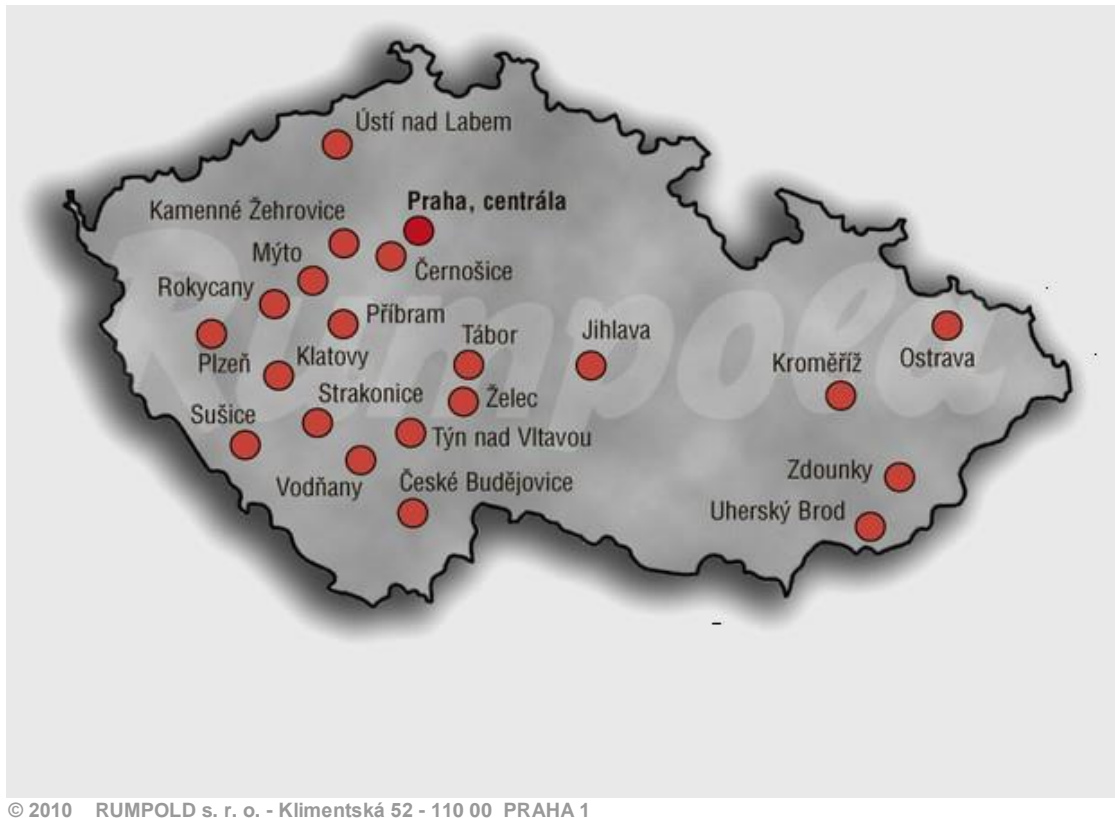 Ústí nad Labem
Praha, centrála
Kamenné Žehrovice
Mýto
Černošice
Rokycany
Příbram
Jihlava
Tábor
Klatovy
Plzeň
Kroměříž
Ostrava
Strakonice
Želec
Sušice
Týn nad Vltavou
Zdounky
České Budějovice
Vodňany
Uherský Brod
Rumpold
© 2010 RUMPOLD s. r. o. - Klimentská 52 - 110 00 PRAHA 1